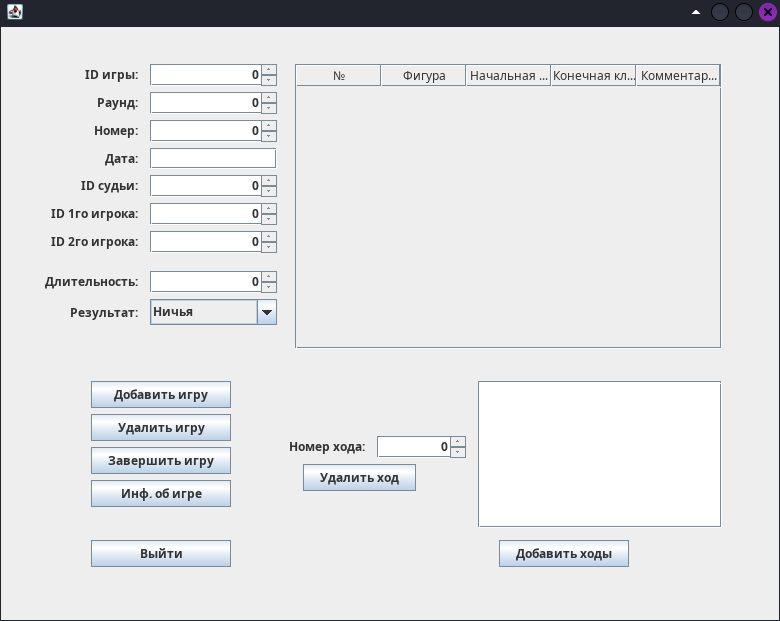 ID игры: 0
Раунд: 0
Номер: 0
Дата:
ID судьи: 0
ID 1го игрока: 0
ID 2го игрока: 0
Длительность: 0
Результат: Ничья
№ Фигура Начальная ... Конечная кл... Комментар...
Добавить игру
Удалить игру
Завершить игру
Инф. об игре
Выйти
Номер хода: 0
Удалить ход
Добавить ходы